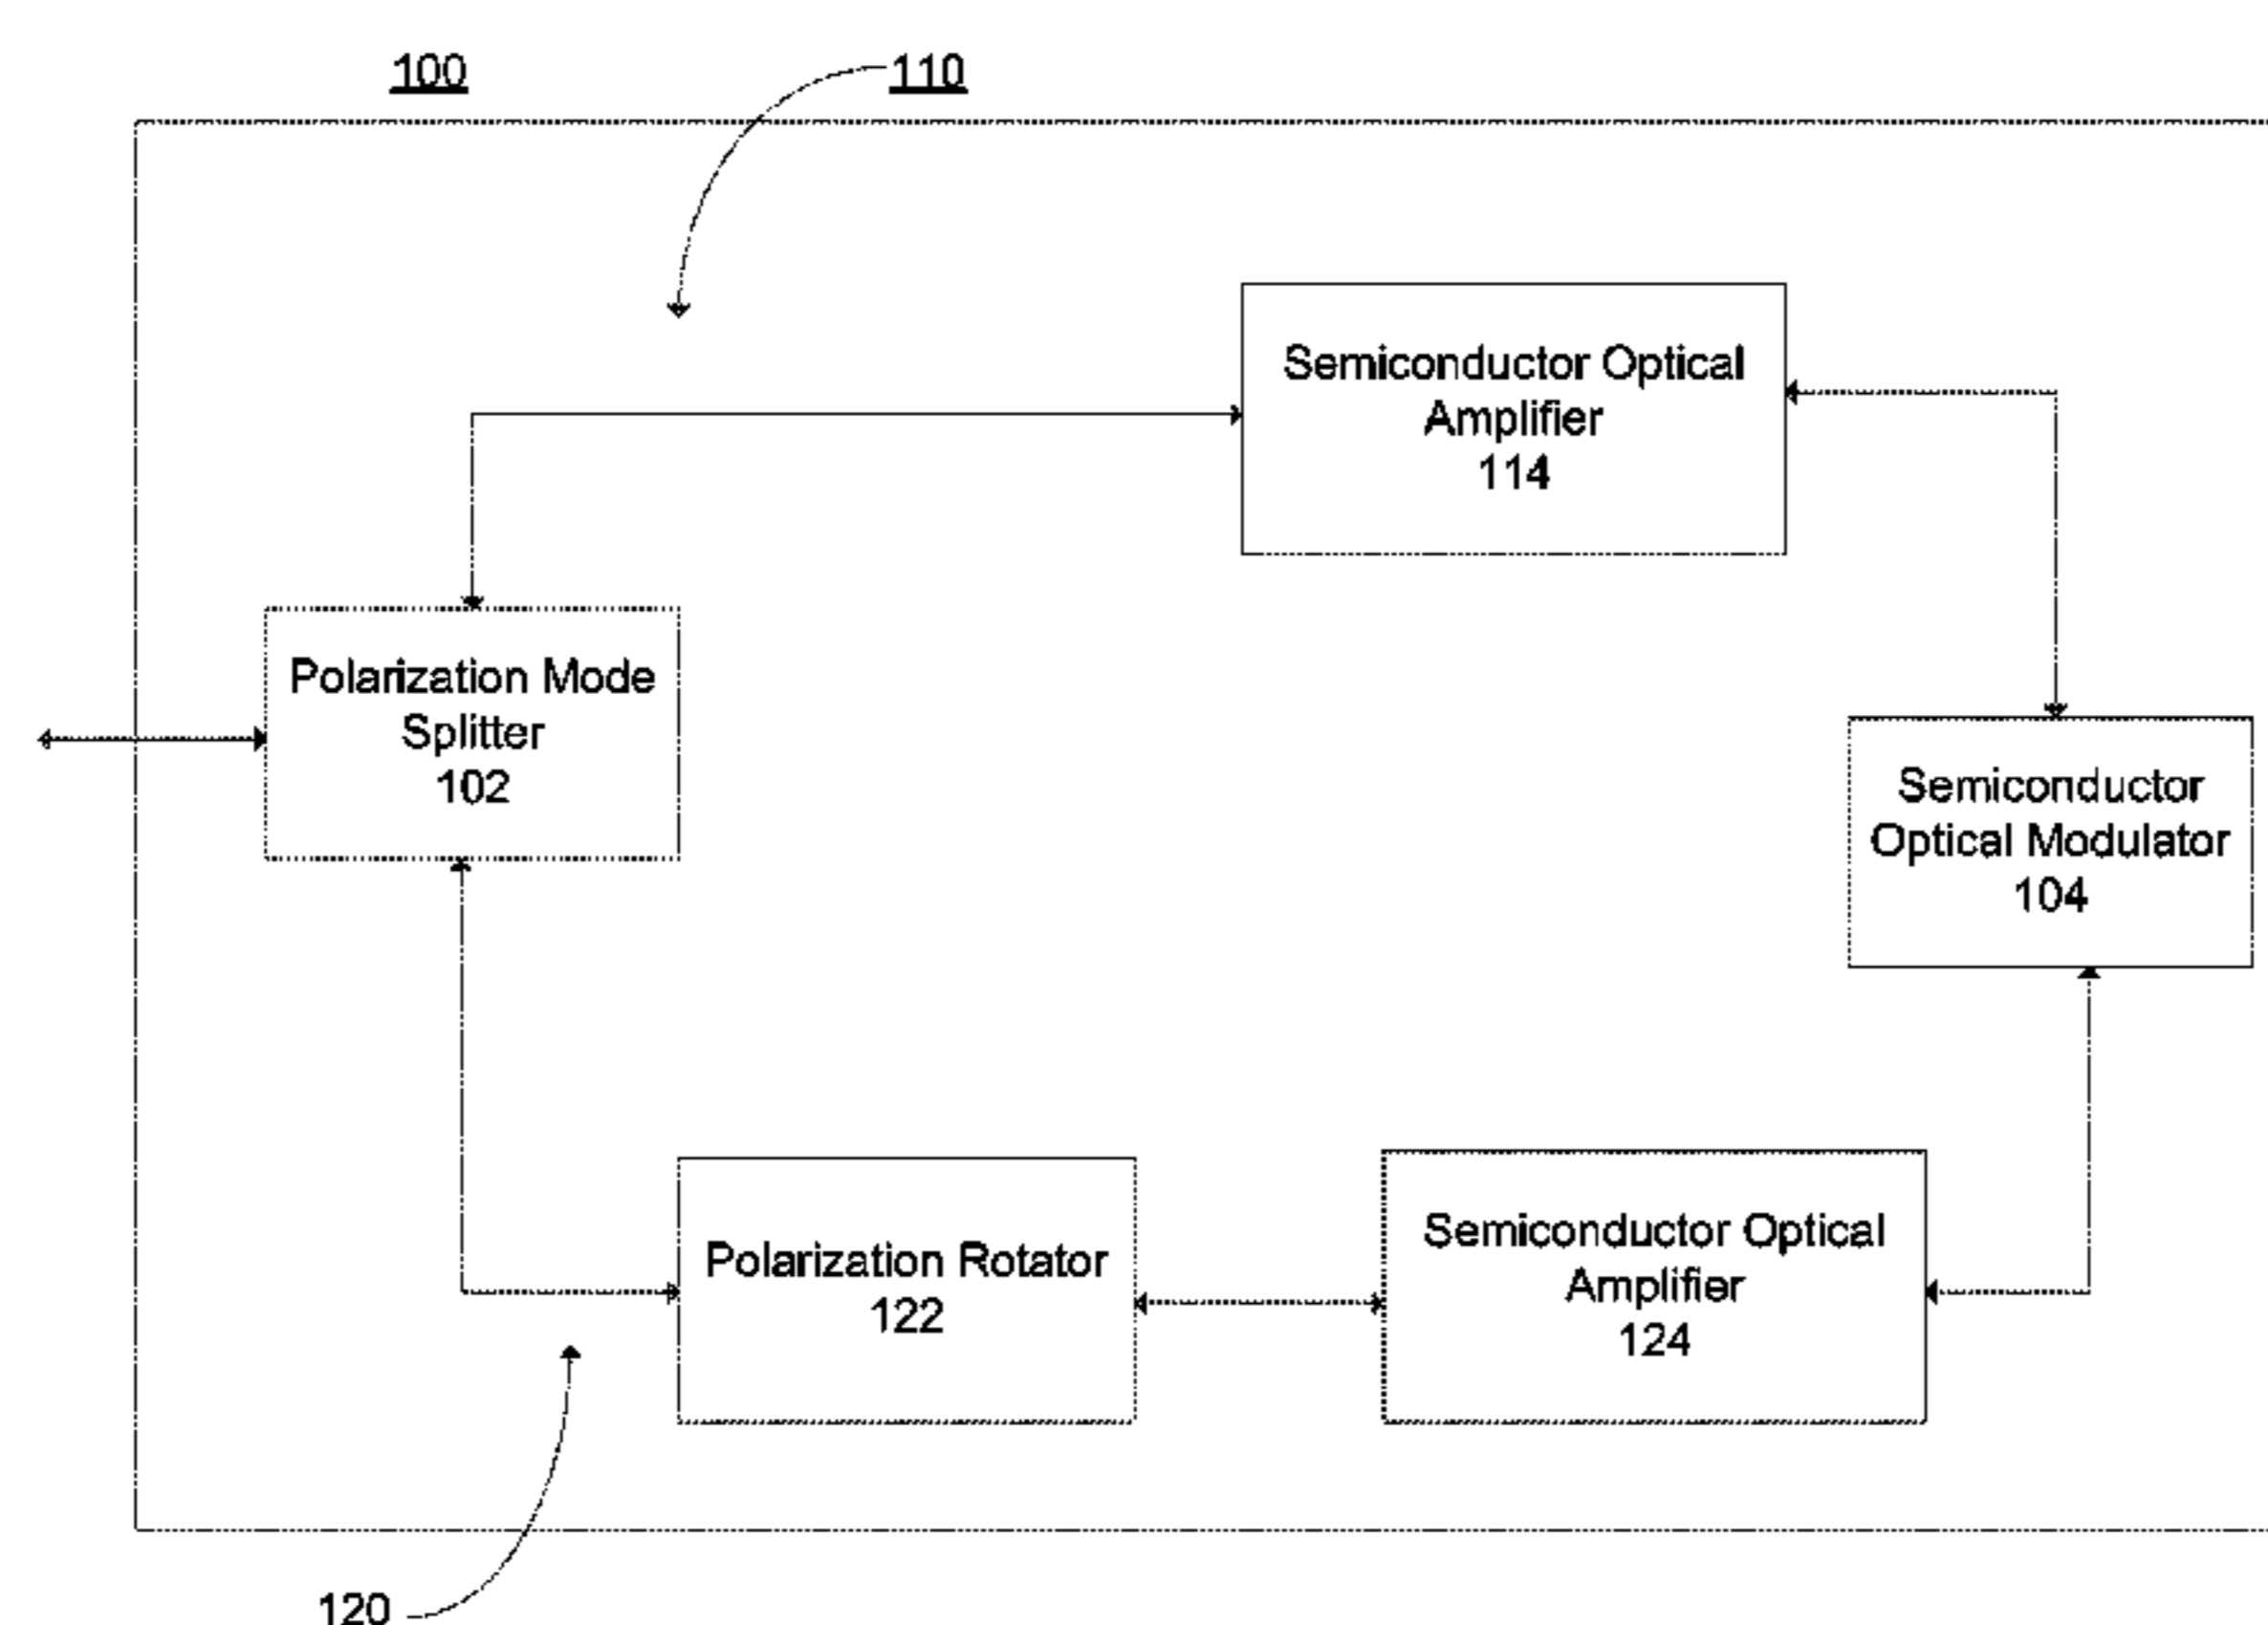 100
110
Semiconductor Optical
Amplifier
114
Polarization Mode
Splitter
102
Semiconductor
Optical Modulator
104
Polarization Rotator
122
Semiconductor Optical
Amplifier
124
120